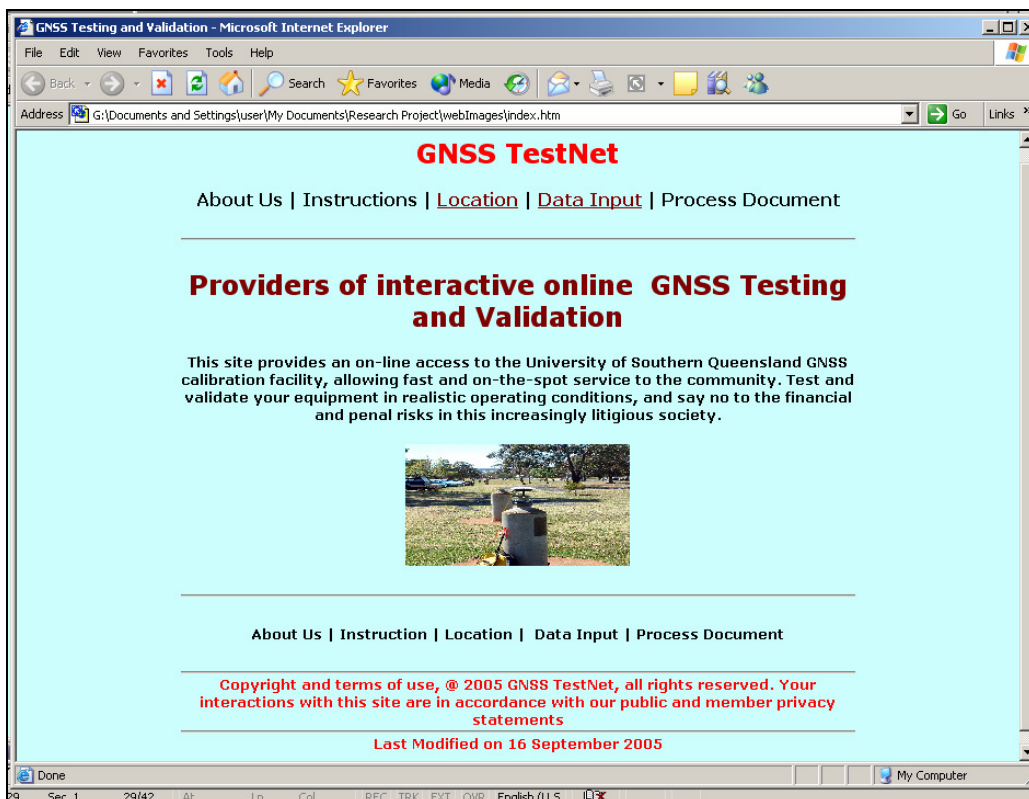 GNSS Testing and Validation - Microsoft Internet Explorer
File Edit View Favorites Tools Help
Back Search Favorites Media
Address G:\Documents and Settings\user\My Documents\Research Project\webImages\index.htm Go Links »
GNSS TestNet
About Us | Instructions | Location | Data Input | Process Document
Providers of interactive online GNSS Testing
and Validation
This site provides an on-line access to the University of Southern Queensland GNSS
calibration facility, allowing fast and on-the-spot service to the community. Test and
validate your equipment in realistic operating conditions, and say no to the financial
and penal risks in this increasingly litigious society.
About Us | Instruction | Location | Data Input | Process Document
Copyright and terms of use, @ 2005 GNSS TestNet, all rights reserved. Your
interactions with this site are in accordance with our public and member privacy
statements
Last Modified on 16 September 2005
Done My Computer
29 Sec 1 29/42 At Ln Col REC TRK EXT OVR English (U.S